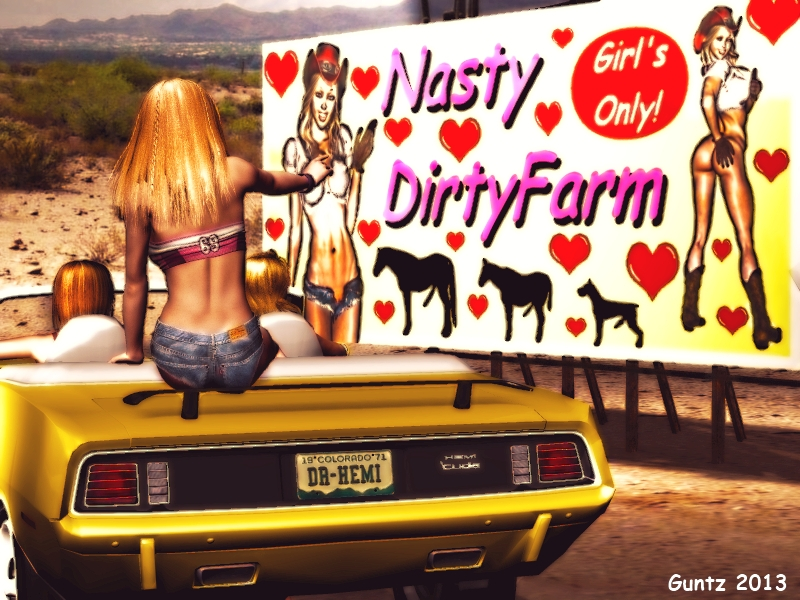 Nasty
DirtyFarm
Girl's
Only!
19 COLORADO 71
DR-HEMI
Hemi
'Cuda
Guntz 2013